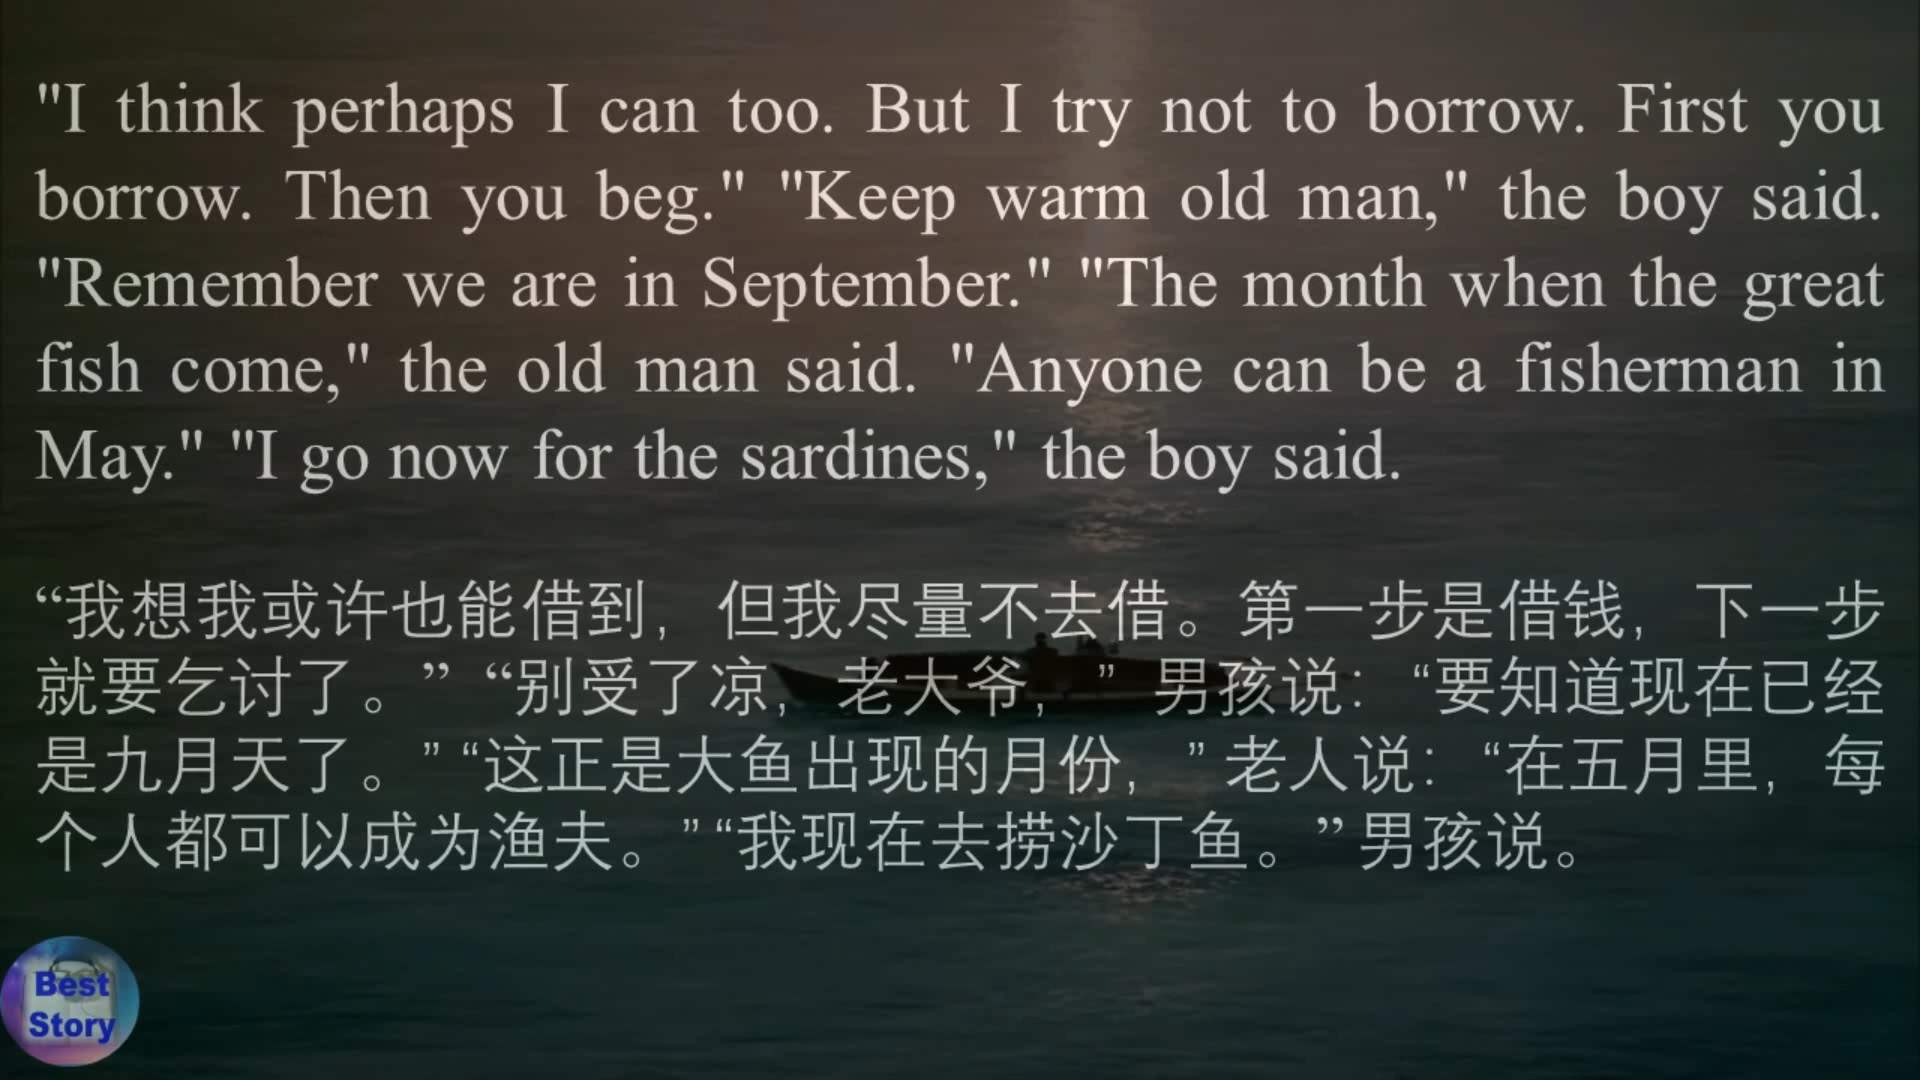 "I think perhaps I can too. But I try not to borrow. First you
borrow. Then you beg." "Keep warm old man," the boy said.
"Remember we are in September." "The month when the great
fish come," the old man said. "Anyone can be a fisherman in
May." "I go now for the sardines," the boy said.
“我想我或许也能借到，但我尽量不去借。第一步是借钱，下一步
就要乞讨了。” “别受了凉，老大爷，” 男孩说：“要知道现在已经
是九月天了。” “这正是大鱼出现的月份，” 老人说：“在五月里，每
个人都可以成为渔夫。” “我现在去捞沙丁鱼。” 男孩说。
Best
Story